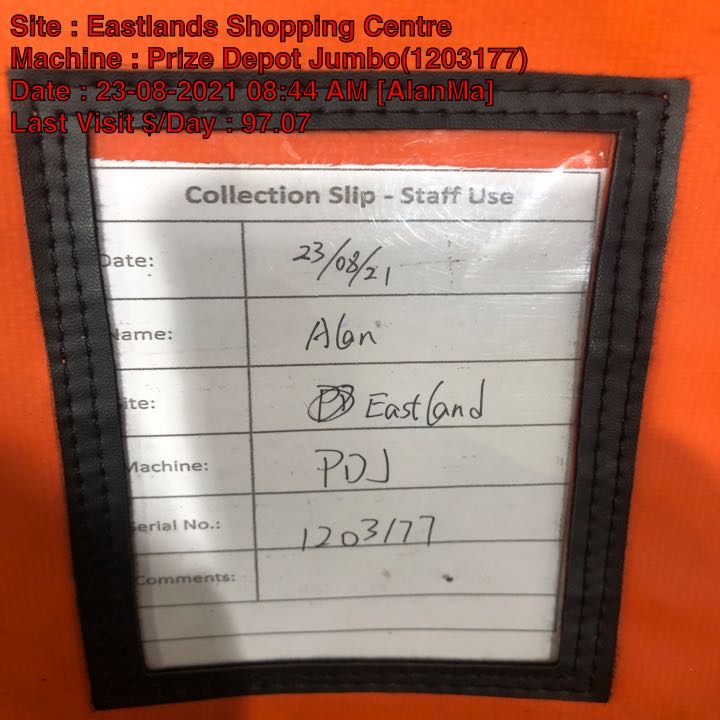 Site : Eastlands Shopping Centre
Machine : Prize Depot Jumbo(1203177)
Date : 23-08-2021 08:44 AM [AlanMa]
Last Visit $/Day : 97.07
Collection Slip - Staff Use
Date: 23/08/21
Name: Alan
ite: Eastland
Machine: PDJ
erial No.: 1203177
Comments: